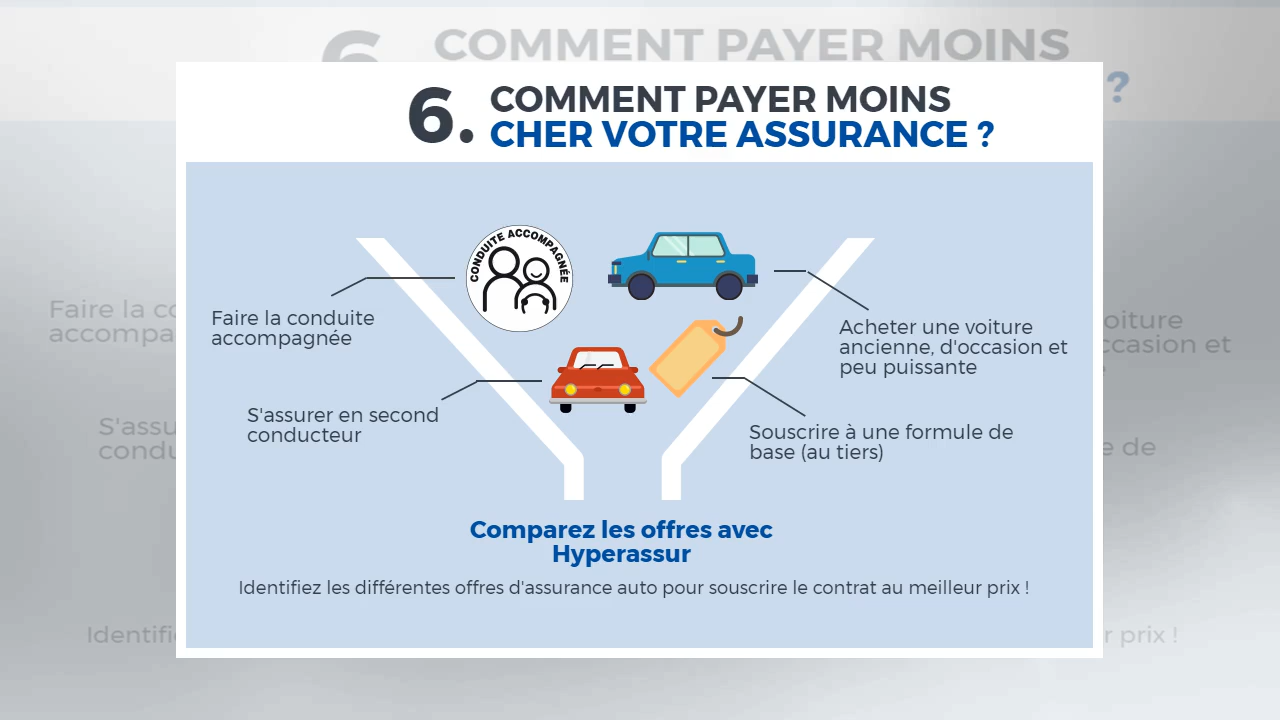 6. COMMENT PAYER MOINS
CHER VOTRE ASSURANCE ?
CONDUITE ACCOMPAGNÉE
Faire la conduite
accompagnée
Acheter une voiture
ancienne, d'occasion et
peu puissante
S'assurer en second
conducteur
Souscrire à une formule de
base (au tiers)
Comparez les offres avec
Hyperassur
Identifiez les différentes offres d'assurance auto pour souscrire le contrat au meilleur prix !